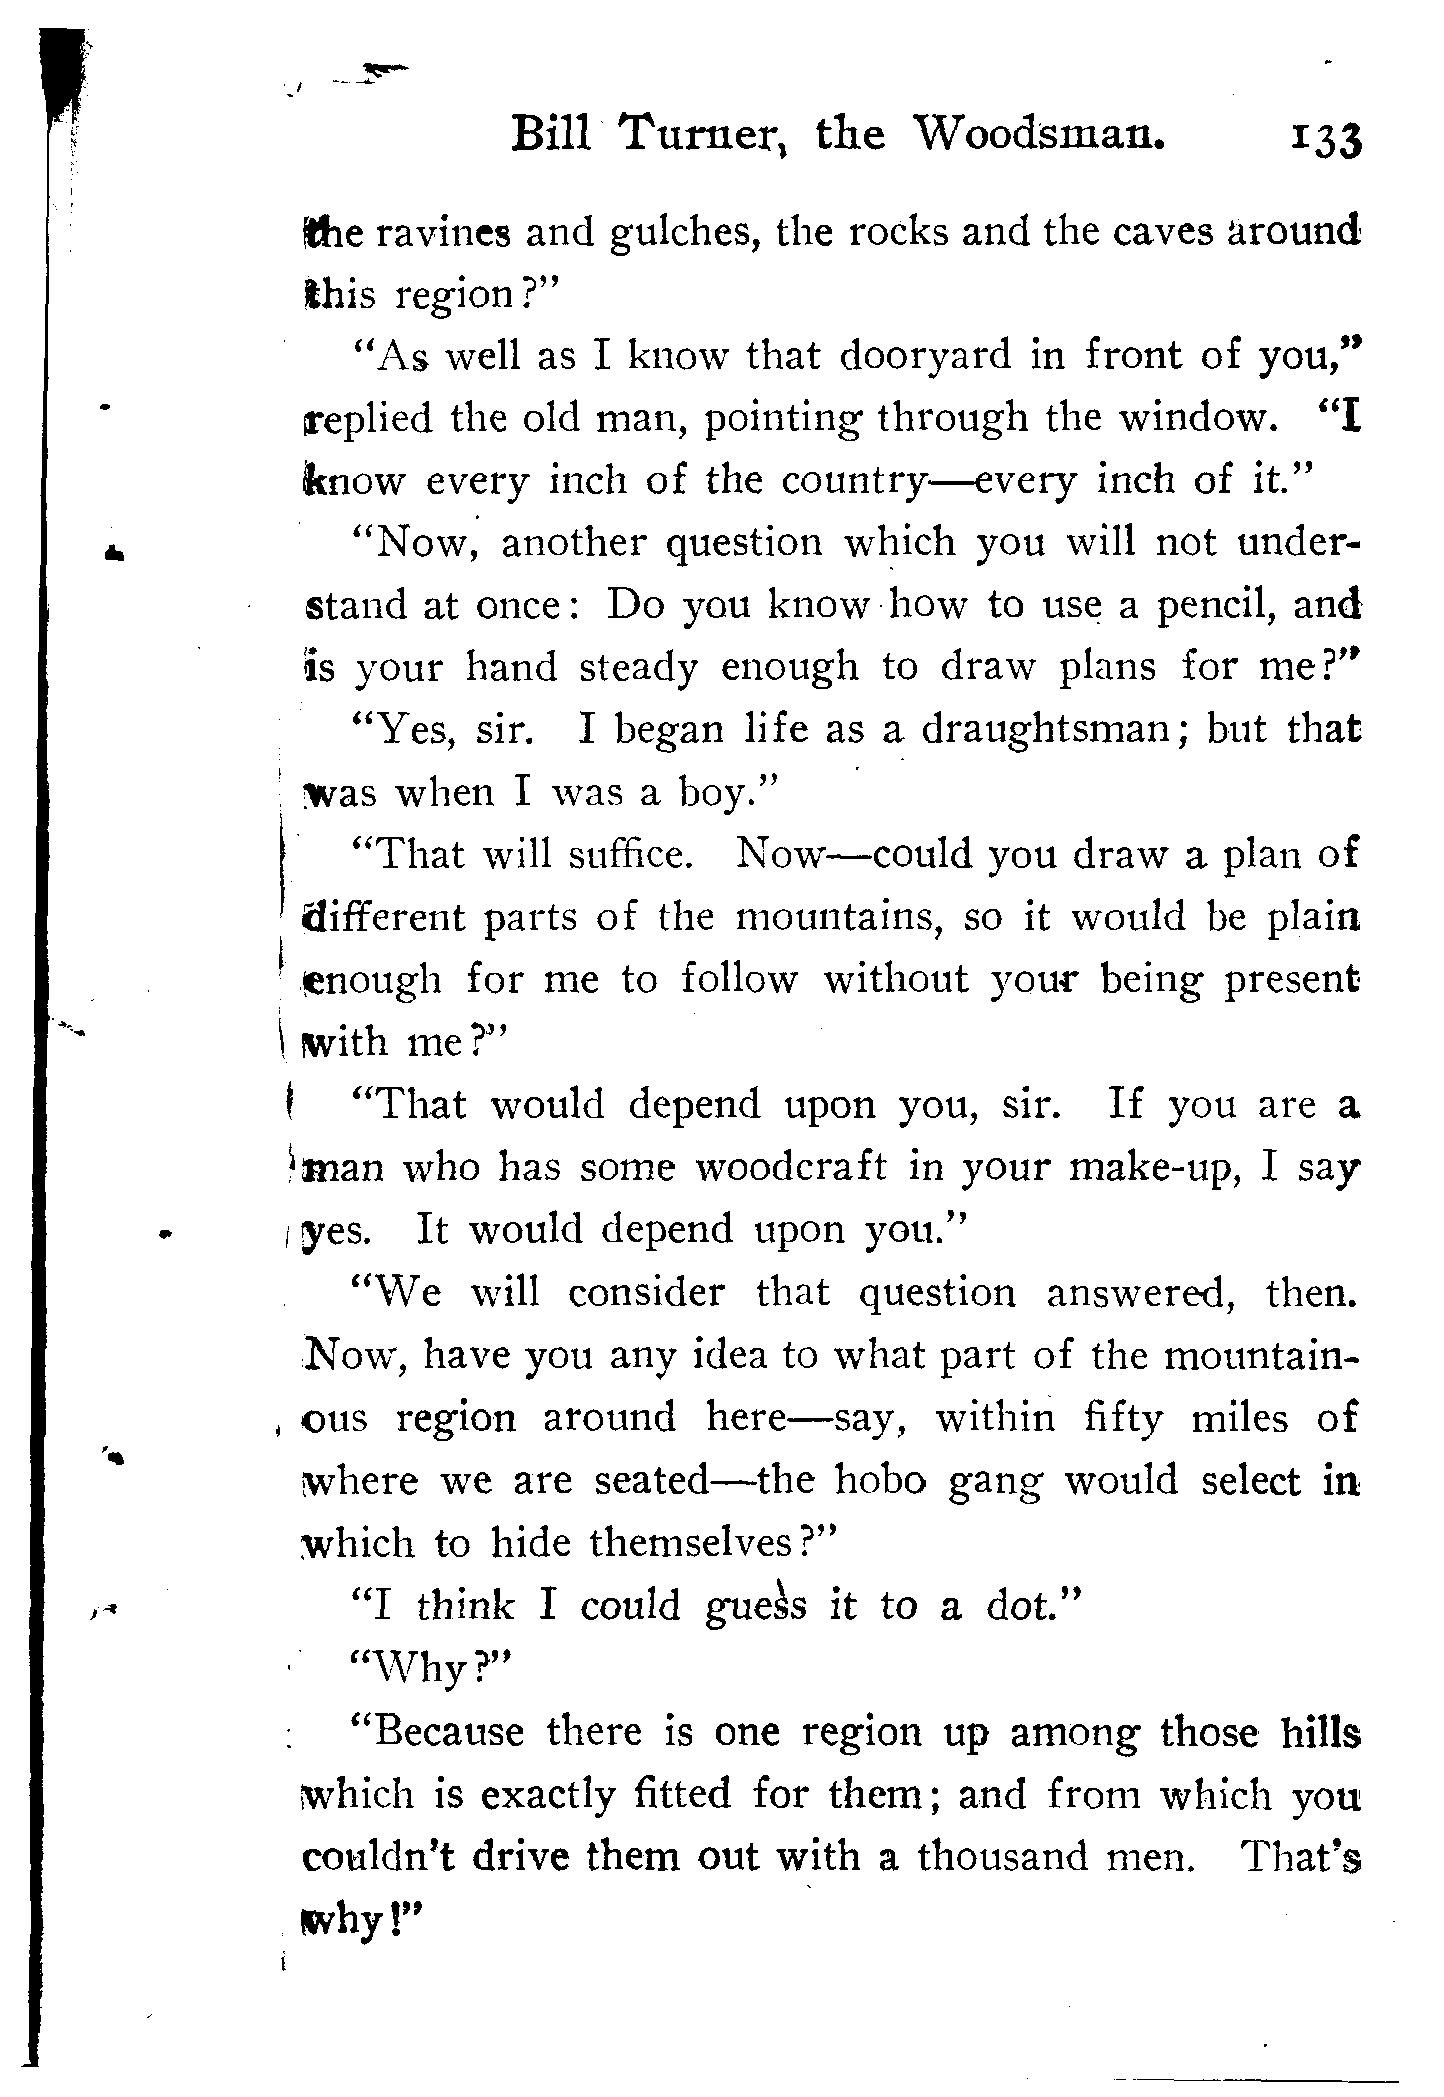 Bill Turner, the Woodsman. 133
the ravines and gulches, the rocks and the caves around
this region?"
"As well as I know that dooryard in front of you,"
replied the old man, pointing through the window. "I
know every inch of the country—every inch of it."
"Now, another question which you will not under-
stand at once: Do you know how to use a pencil, and
is your hand steady enough to draw plans for me?"
"Yes, sir. I began life as a draughtsman; but that
was when I was a boy."
"That will suffice. Now—could you draw a plan of
different parts of the mountains, so it would be plain
enough for me to follow without your being present
with me?"
"That would depend upon you, sir. If you are a
man who has some woodcraft in your make-up, I say
yes. It would depend upon you."
"We will consider that question answered, then.
Now, have you any idea to what part of the mountain-
ous region around here—say, within fifty miles of
where we are seated—the hobo gang would select in
which to hide themselves?"
"I think I could guess it to a dot."
"Why?"
"Because there is one region up among those hills
which is exactly fitted for them; and from which you
couldn't drive them out with a thousand men. That's
why!"